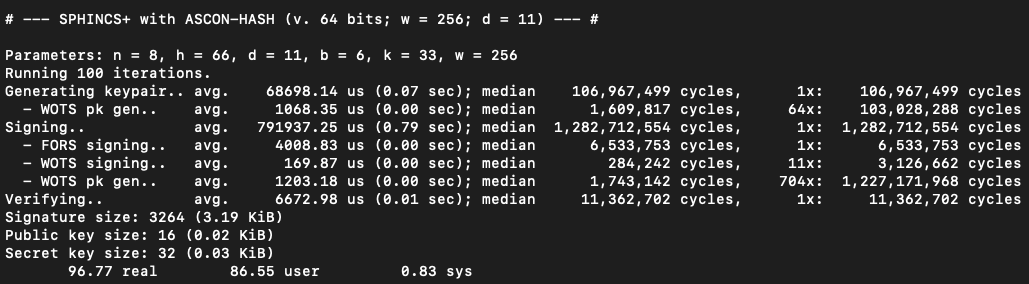 # --- SPHINCS+ with ASCON-HASH (v. 64 bits; w = 256; d = 11) --- #
Parameters: n = 8, h = 66, d = 11, b = 6, k = 33, w = 256
Running 100 iterations.
Generating keypair.. avg. 68698.14 us (0.07 sec); median 106,967,499 cycles, 1x: 106,967,499 cycles
- WOTS pk gen.. avg. 1068.35 us (0.00 sec); median 1,609,817 cycles, 64x: 103,028,288 cycles
Signing.. avg. 791937.25 us (0.79 sec); median 1,282,712,554 cycles, 1x: 1,282,712,554 cycles
- FORS signing.. avg. 4008.83 us (0.00 sec); median 6,533,753 cycles, 1x: 6,533,753 cycles
- WOTS signing.. avg. 169.87 us (0.00 sec); median 284,242 cycles, 11x: 3,126,662 cycles
- WOTS pk gen.. avg. 1203.18 us (0.00 sec); median 1,743,142 cycles, 704x: 1,227,171,968 cycles
Verifying.. avg. 6672.98 us (0.01 sec); median 11,362,702 cycles, 1x: 11,362,702 cycles
Signature size: 3264 (3.19 KiB)
Public key size: 16 (0.02 KiB)
Secret key size: 32 (0.03 KiB)
96.77 real 86.55 user 0.83 sys